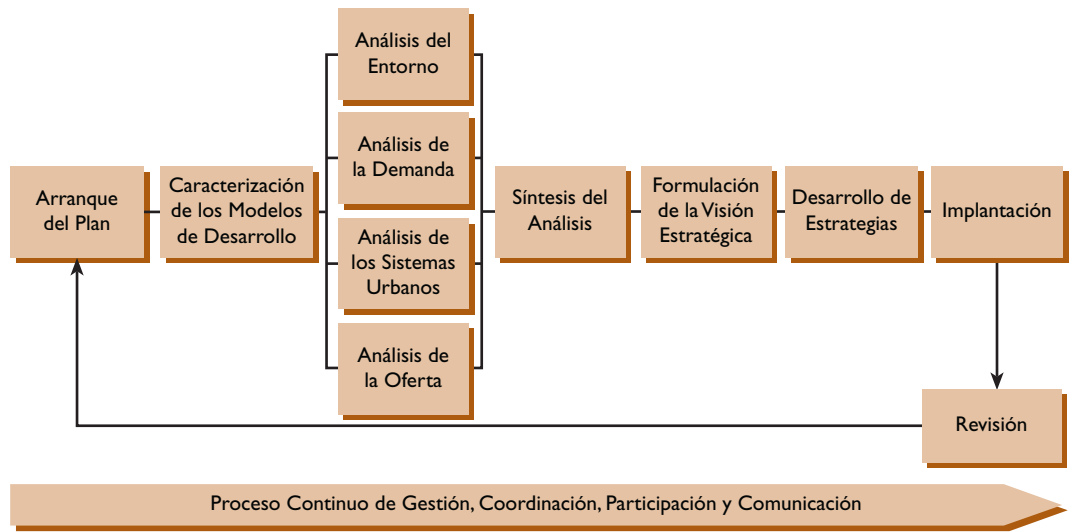 Arranque
del Plan
Caracterización
de los Modelos
de Desarrollo
Análisis del
Entorno
Análisis de
la Demanda
Análisis de
los Sistemas
Urbanos
Análisis de
la Oferta
Síntesis del
Análisis
Formulación
de la Visión
Estratégica
Desarrollo de
Estrategias
Implantación
Revisión
Proceso Continuo de Gestión, Coordinación, Participación y Comunicación